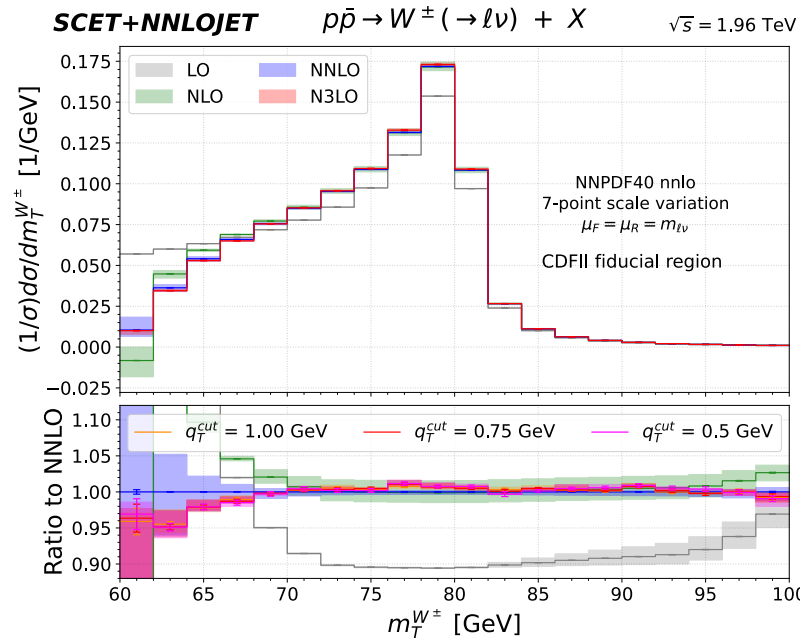 SCET+NNLOJET
pp̄ → W± (→ ℓν) + X
√s = 1.96 TeV
(1/σ)dσ/dm_T^{W±} [1/GeV]
0.175
0.150
0.125
0.100
0.075
0.050
0.025
0.000
−0.025
LO
NLO
NNLO
N3LO
NNPDF40 nnlo
7-point scale variation
μ_F = μ_R = m_{ℓν}
CDFII fiducial region
Ratio to NNLO
1.10
1.05
1.00
0.95
0.90
q_T^{cut} = 1.00 GeV
q_T^{cut} = 0.75 GeV
q_T^{cut} = 0.5 GeV
60 65 70 75 80 85 90 95 100
m_T^{W±} [GeV]